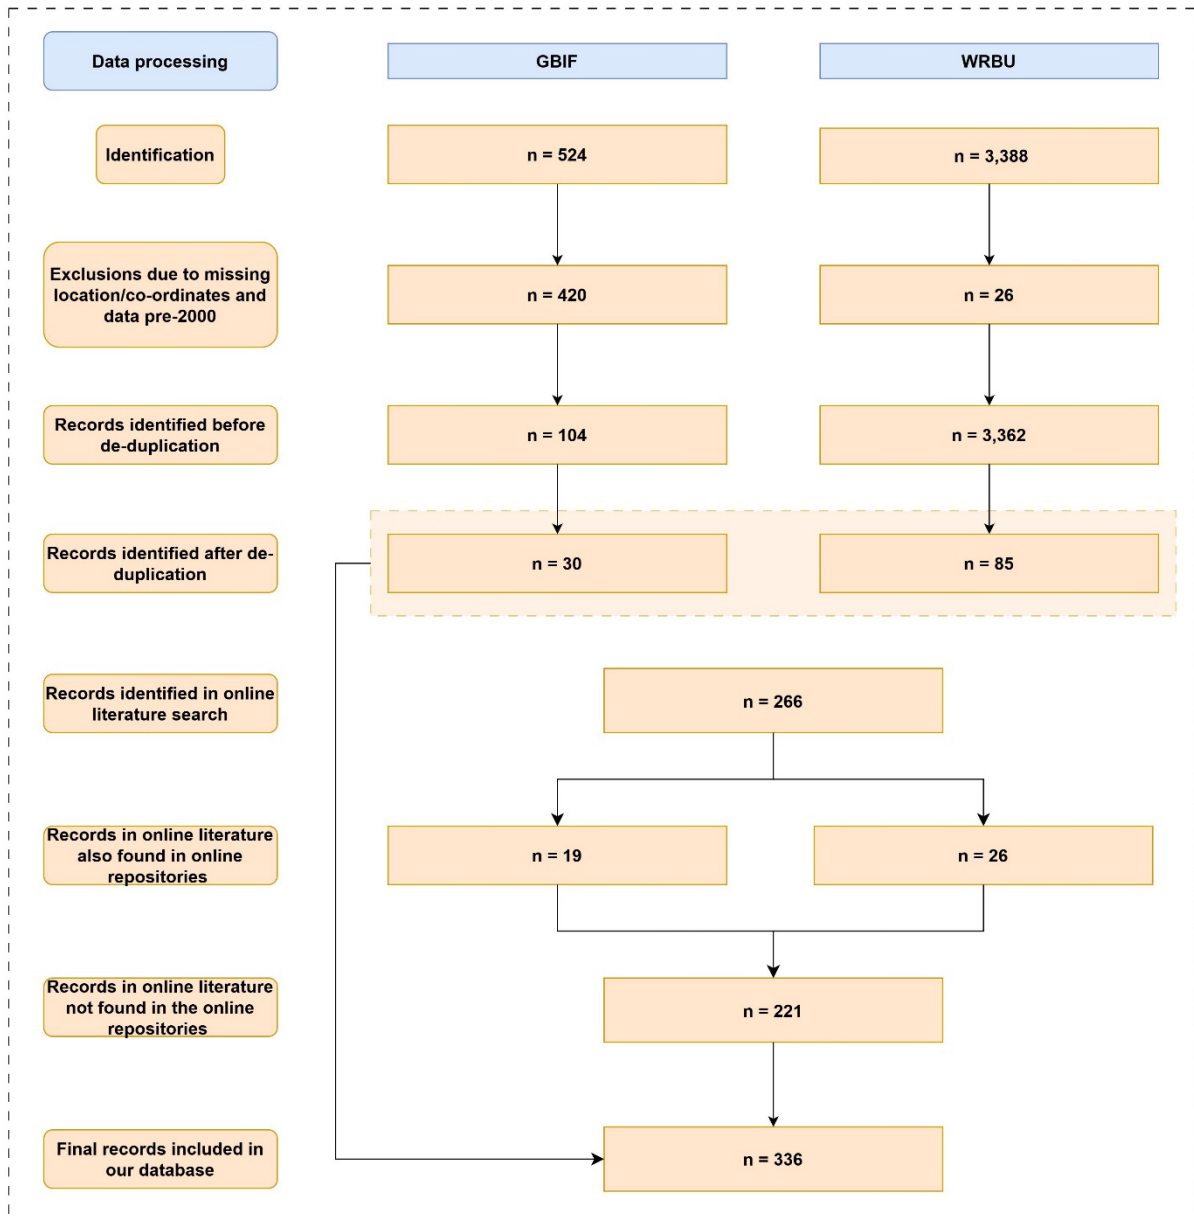 Data processing
GBIF
WRBU
Identification
n = 524
n = 3,388
Exclusions due to missing
location/co-ordinates and
data pre-2000
n = 420
n = 26
Records identified before
de-duplication
n = 104
n = 3,362
Records identified after de-
duplication
n = 30
n = 85
Records identified in online
literature search
n = 266
Records in online literature
also found in online
repositories
n = 19
n = 26
Records in online literature
not found in the online
repositories
n = 221
Final records included in
our database
n = 336